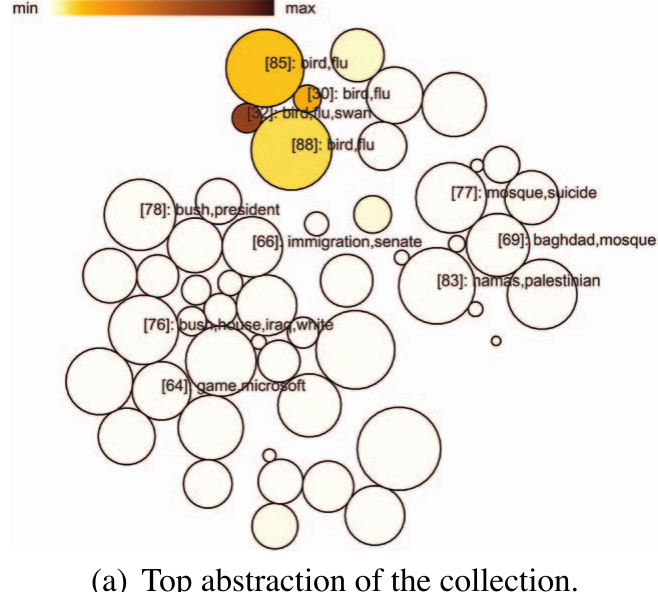 min max
[85]: bird,flu
[30]: bird,flu
[32]: bird,flu,swan
[88]: bird,flu
[77]: mosque,suicide
[78]: bush,president
[66]: immigration,senate
[69]: baghdad,mosque
[83]: hamas,palestinian
[76]: bush,house,iraq,white
[64]: game,microsoft
(a) Top abstraction of the collection.